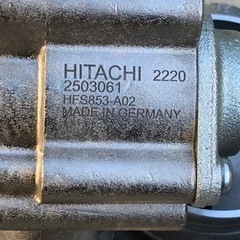 HITACHI 2220
2503061
HFS853-A02
MADE IN GERMANY